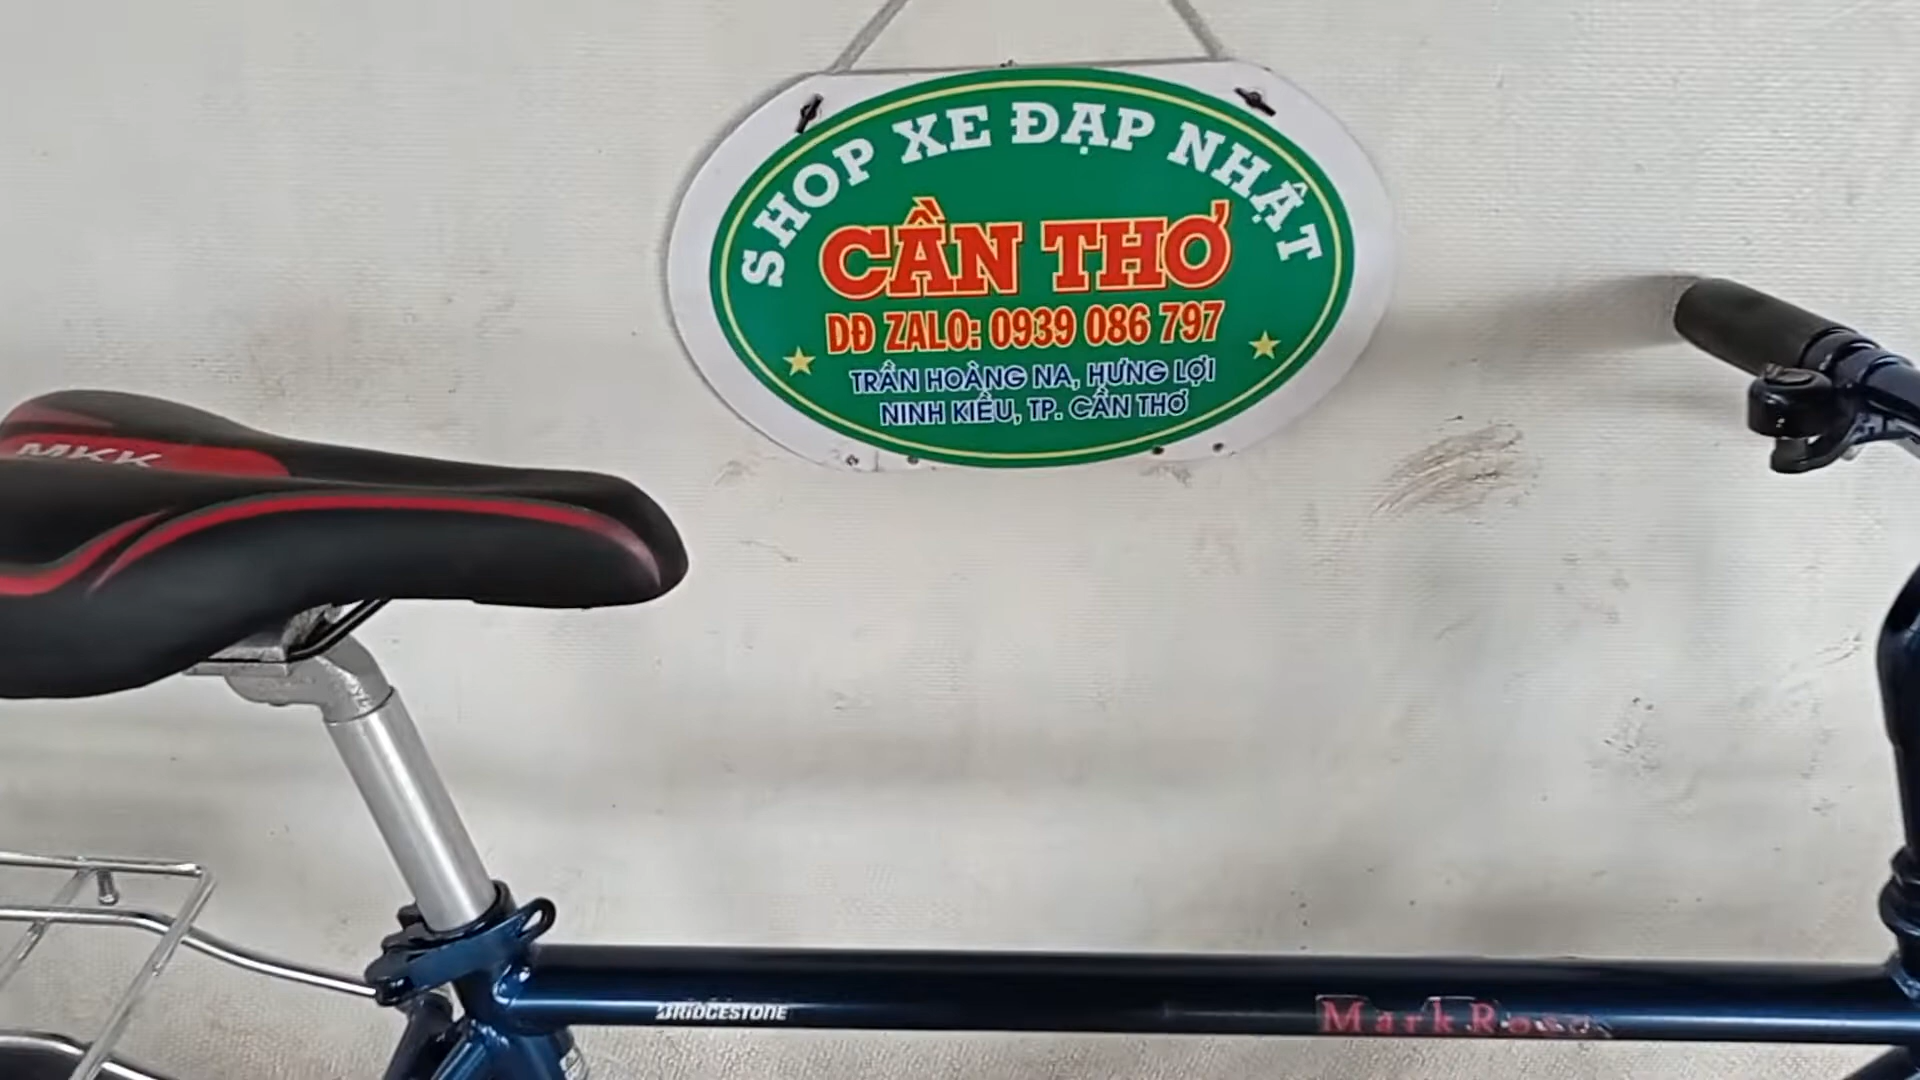 SHOP XE ĐẠP NHẬT
CẦN THƠ
DĐ ZALO: 0939 086 797
TRẦN HOÀNG NA, HƯNG LỢI
NINH KIỀU, TP. CẦN THƠ
MKK
BRIDGESTONE
MarkRosa